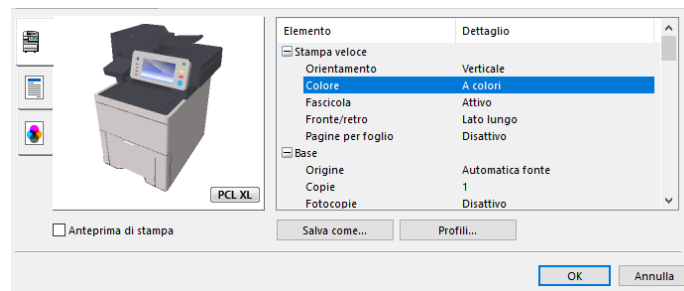 Elemento Dettaglio
Stampa veloce
Orientamento Verticale
Colore A colori
Fascicola Attivo
Fronte/retro Lato lungo
Pagine per foglio Disattivo
Base
Origine Automatica fonte
Copie 1
Fotocopie Disattivo
PCL XL
Anteprima di stampa
Salva come... Profili...
OK Annulla